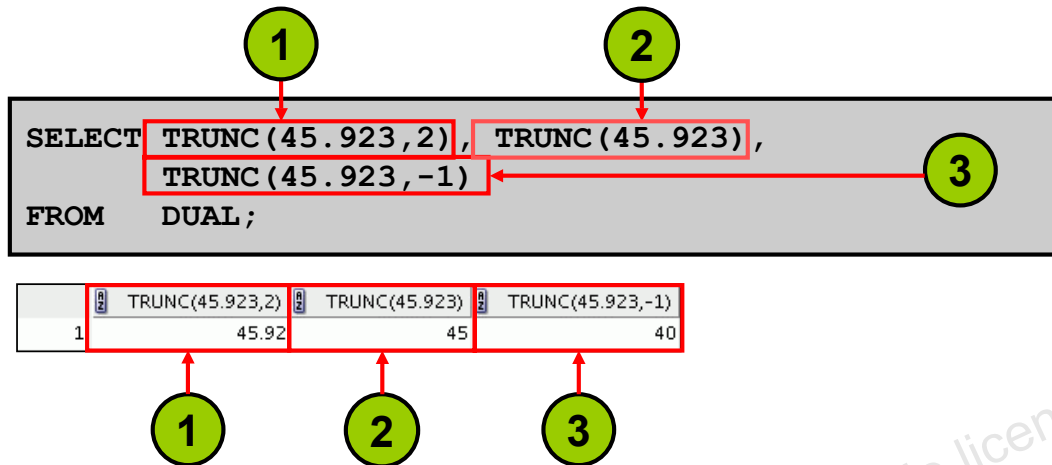 1 2
SELECT TRUNC(45.923,2), TRUNC(45.923),
TRUNC(45.923,-1) 3
FROM DUAL;
TRUNC(45.923,2) TRUNC(45.923) TRUNC(45.923,-1)
1 45.92 45 40
1 2 3